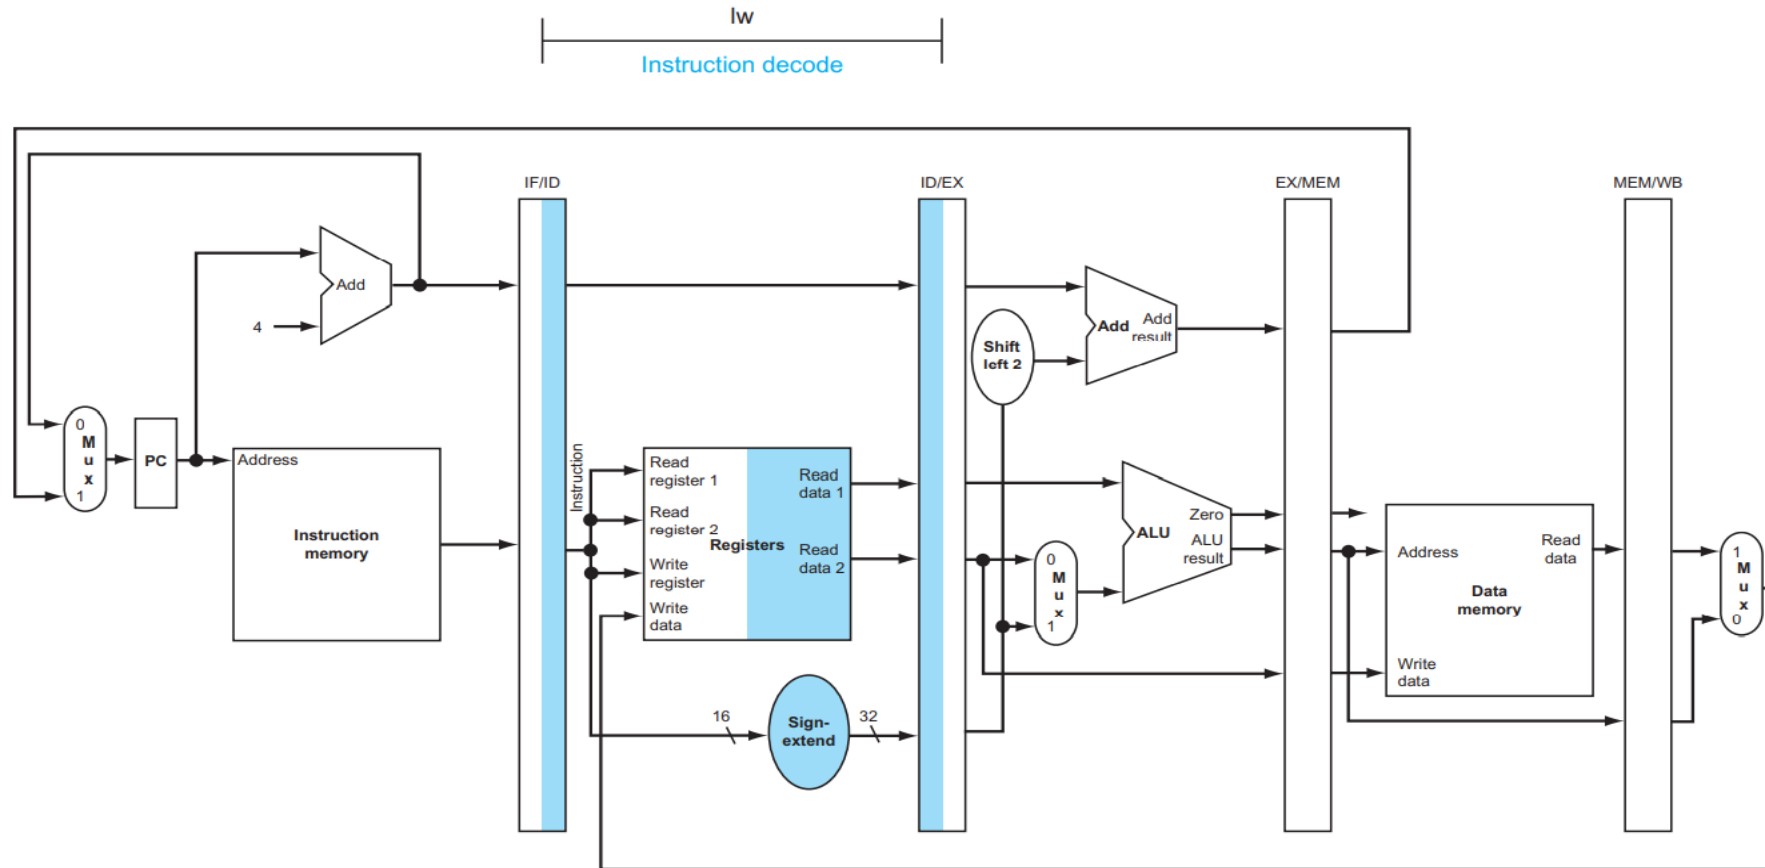 lw
Instruction decode
IF/ID
ID/EX
EX/MEM
MEM/WB
Add
4
Shift
left 2
Add
Add
result
0
M
u
x
1
PC
Address
Instruction
memory
Instruction
Read
register 1
Read
register 2
Write
register
Write
data
Registers
Read
data 1
Read
data 2
16
Sign-
extend
32
0
M
u
x
1
ALU
Zero
ALU
result
Address
Read
data
Data
memory
Write
data
1
M
u
x
0